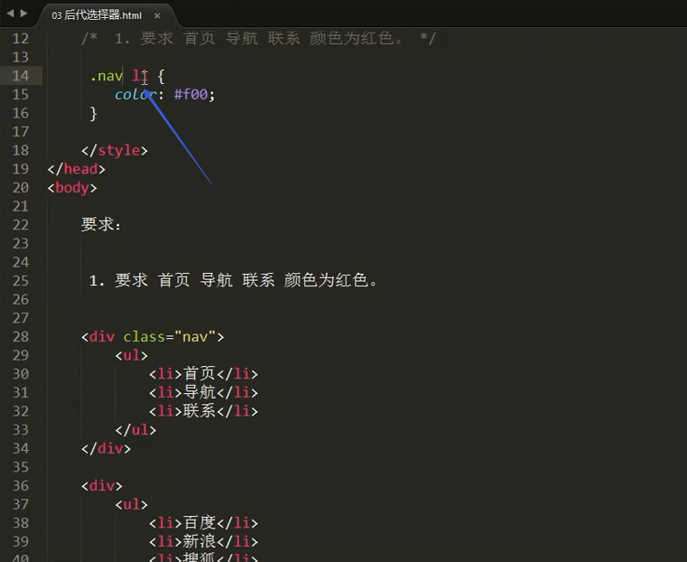 03 后代选择器.html ×
12 /* 1. 要求 首页 导航 联系 颜色为红色。 */
13
14 .nav li {
15 color: #f00;
16 }
17
18 </style>
19 </head>
20 <body>
21
22 要求：
23
24
25 1. 要求 首页 导航 联系 颜色为红色。
26
27
28 <div class="nav">
29 <ul>
30 <li>首页</li>
31 <li>导航</li>
32 <li>联系</li>
33 </ul>
34 </div>
35
36 <div>
37 <ul>
38 <li>百度</li>
39 <li>新浪</li>
40 <li>搜狐</li>